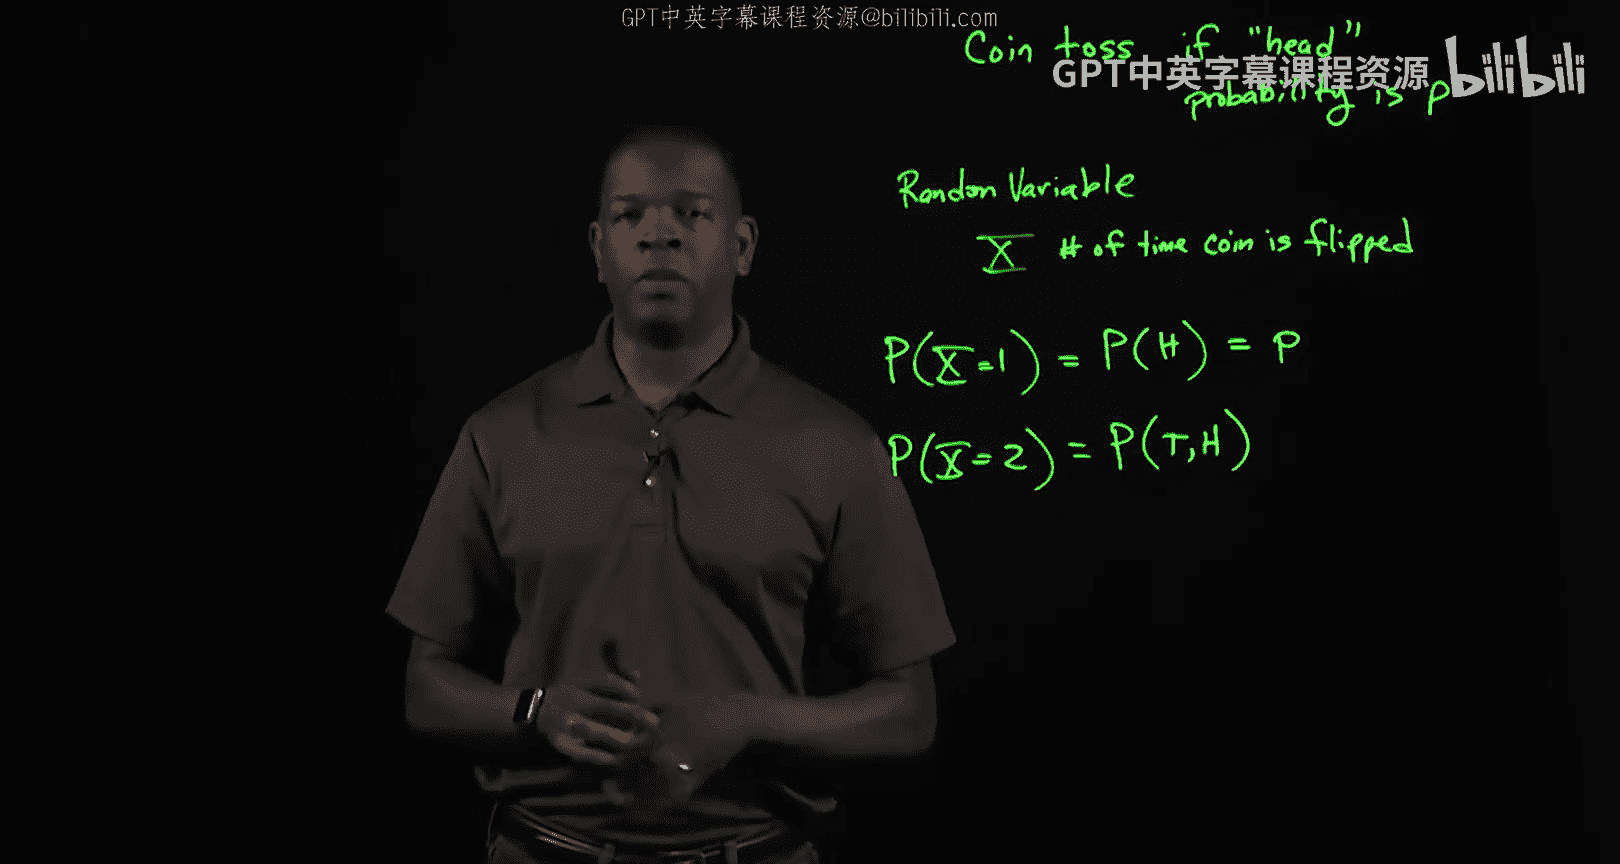 GPT中英字幕课程资源@bilibili.com
Coin toss if "head"
GPT中英字幕课程资源 bilibili
probability is p
Random Variable
X # of time coin is flipped
P(X=1) = P(H) = P
P(X=2) = P(T,H)